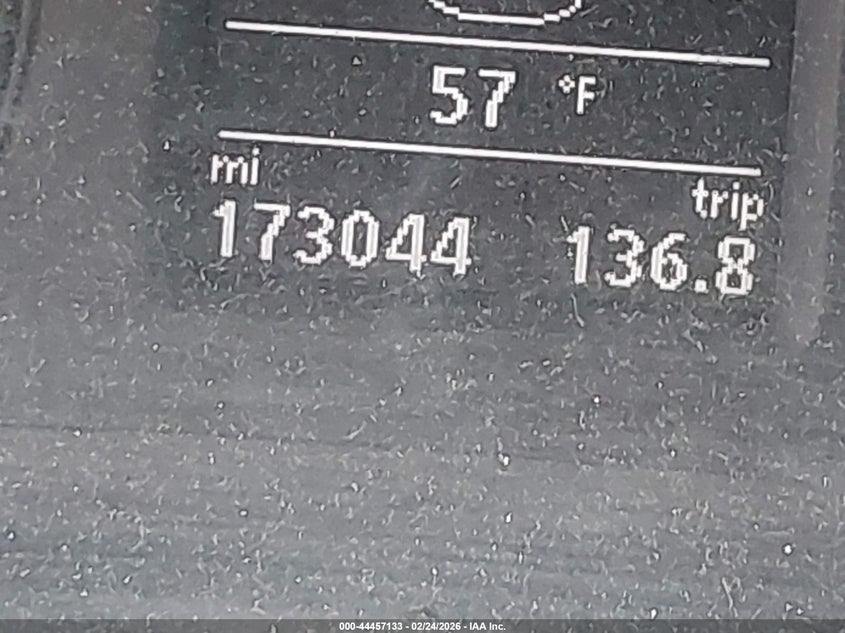 57 °F
mi
trip
173044 136.8
000-44457133 - 02/24/2026 - IAA Inc.